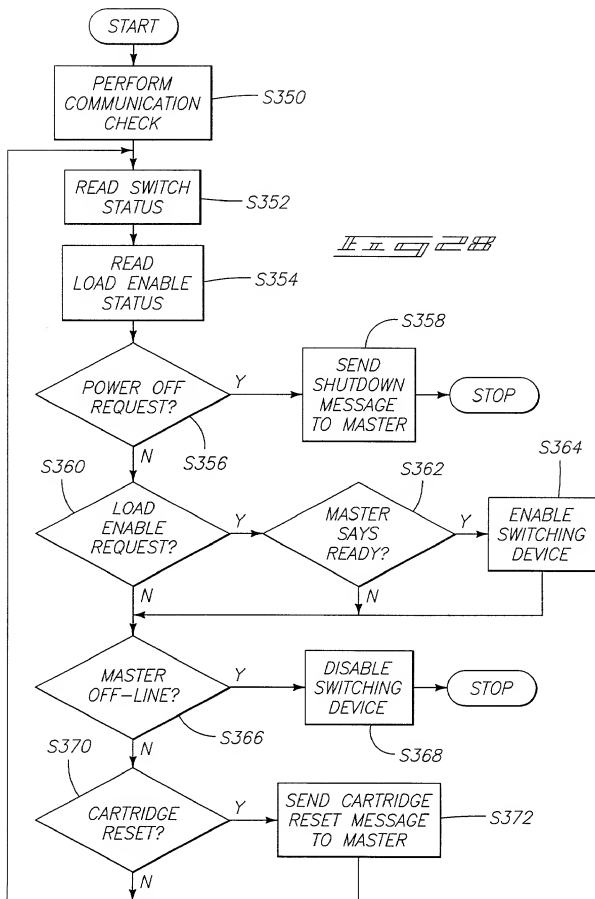 START
PERFORM
COMMUNICATION
CHECK
S350
READ SWITCH
STATUS
S352
Fig 28
READ
LOAD ENABLE
STATUS
S354
S358
SEND
SHUTDOWN
MESSAGE
TO MASTER
STOP
POWER OFF
REQUEST?
Y
S356
N
S360
S362
S364
LOAD
ENABLE
REQUEST?
Y
MASTER
SAYS
READY?
Y
ENABLE
SWITCHING
DEVICE
N
N
MASTER
OFF-LINE?
Y
DISABLE
SWITCHING
DEVICE
STOP
S366
S368
N
S370
CARTRIDGE
RESET?
Y
SEND CARTRIDGE
RESET MESSAGE
TO MASTER
S372
N